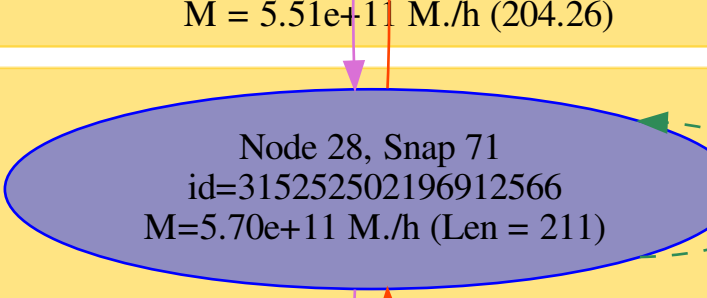 M = 5.51e+11 M./h (204.26)
Node 28, Snap 71
id=315252502196912566
M=5.70e+11 M./h (Len = 211)